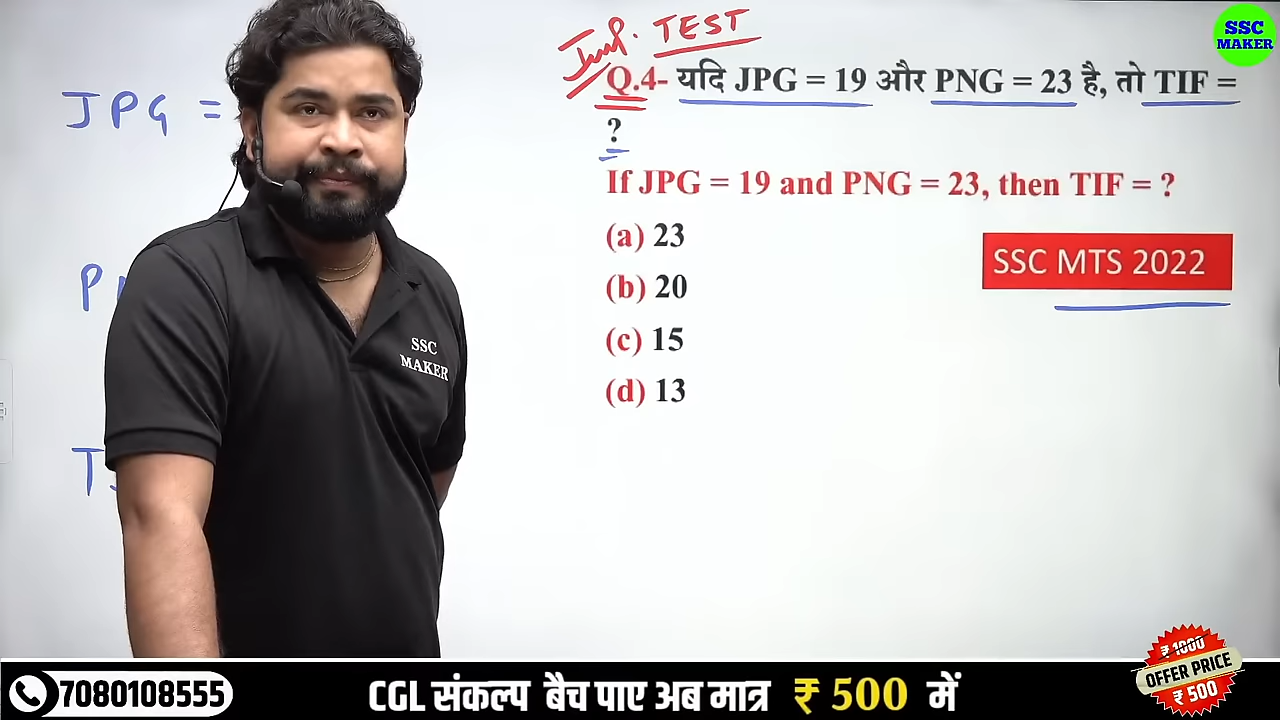 Imp. TEST
SSC
MAKER
Q.4- यदि JPG = 19 और PNG = 23 है, तो TIF =
?
JPG =
If JPG = 19 and PNG = 23, then TIF = ?
(a) 23
(b) 20
(c) 15
(d) 13
SSC MTS 2022
P
T
SSC
MAKER
7080108555
CGL संकल्प बैच पाए अब मात्र ₹ 500 में
₹ 1000
OFFER PRICE
₹ 500